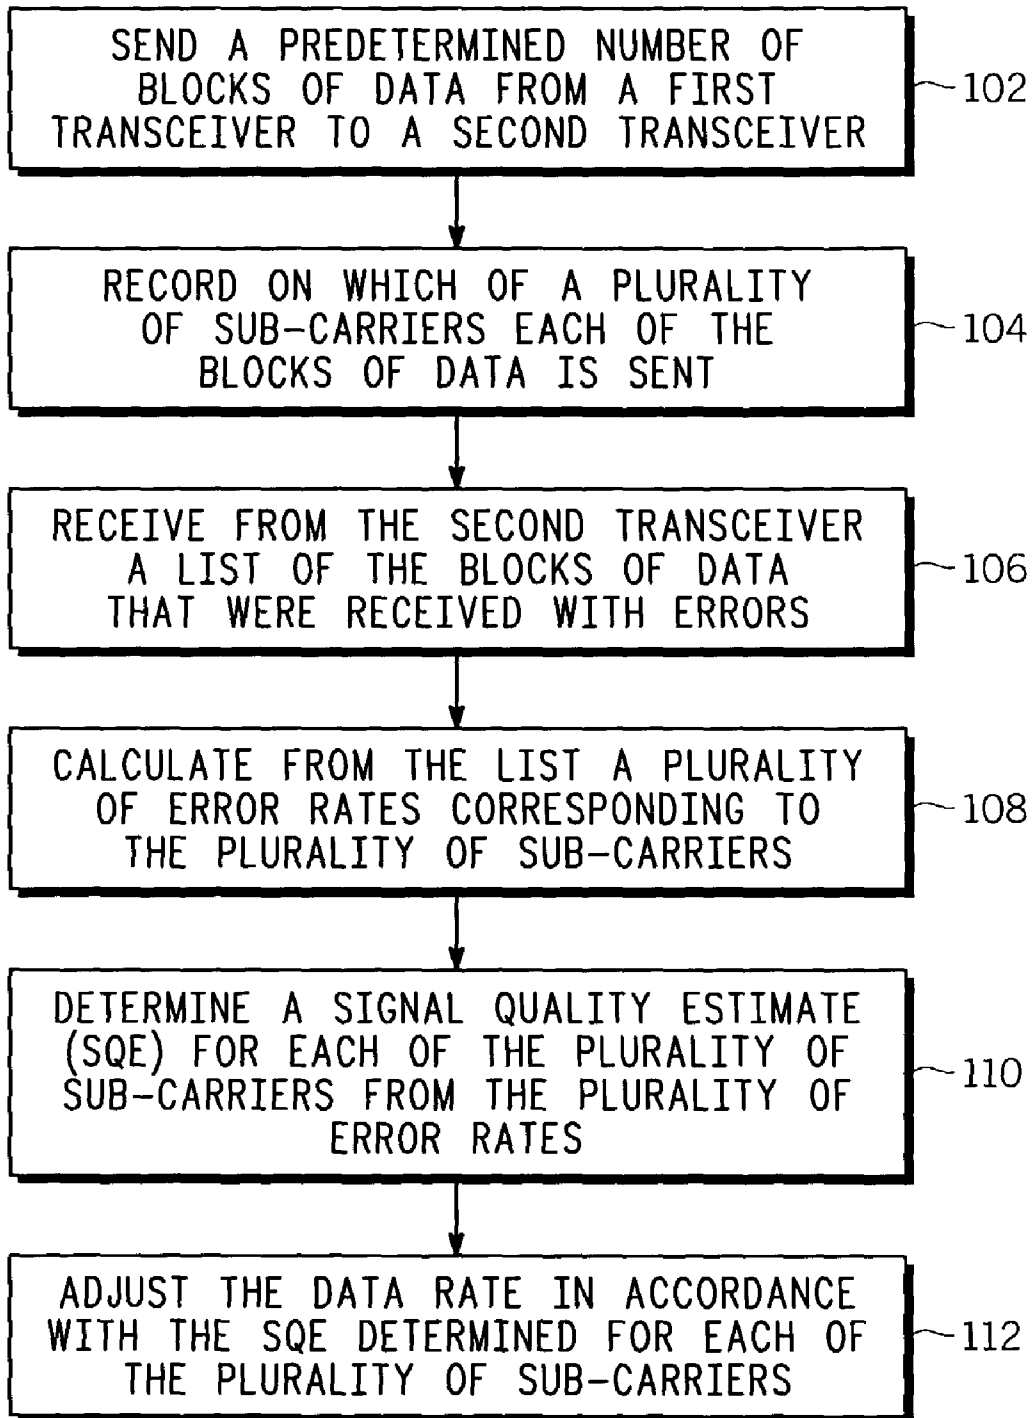 SEND A PREDETERMINED NUMBER OF
BLOCKS OF DATA FROM A FIRST
TRANSCEIVER TO A SECOND TRANSCEIVER
102
RECORD ON WHICH OF A PLURALITY
OF SUB-CARRIERS EACH OF THE
BLOCKS OF DATA IS SENT
104
RECEIVE FROM THE SECOND TRANSCEIVER
A LIST OF THE BLOCKS OF DATA
THAT WERE RECEIVED WITH ERRORS
106
CALCULATE FROM THE LIST A PLURALITY
OF ERROR RATES CORRESPONDING TO
THE PLURALITY OF SUB-CARRIERS
108
DETERMINE A SIGNAL QUALITY ESTIMATE
(SQE) FOR EACH OF THE PLURALITY OF
SUB-CARRIERS FROM THE PLURALITY OF
ERROR RATES
110
ADJUST THE DATA RATE IN ACCORDANCE
WITH THE SQE DETERMINED FOR EACH OF
THE PLURALITY OF SUB-CARRIERS
112